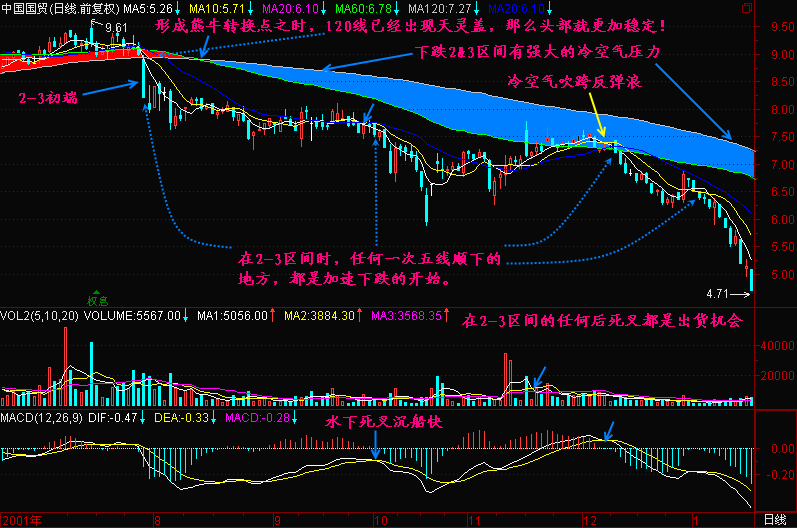 中国国贸(日线.前复权) MA5:5.26↓ MA10:5.71↓ MA20:6.10↓ MA60:6.78↓ MA120:7.27↓ MA20:6.10↓
9.61
形成熊牛转换点之时，120线已经出现天灵盖，那么头部就更加稳定！
9.50
下跌2&3区间有强大的冷空气压力
9.00
冷空气吹跨反弹浪
8.50
2-3初端
8.00
7.50
7.00
6.50
6.00
5.50
在2-3区间时，任何一次五线顺下的
地方，都是加速下跌的开始。
5.00
4.71
权息
VOL2(5,10,20) VOLUME:5567.00↓ MA1:5056.00↑ MA2:3884.30↑ MA3:3568.35↑
在2-3区间的任何后死叉都是出货机会
40000
20000
MACD(12,26,9) DIF:-0.47↓ DEA:-0.33↓ MACD:-0.28↓
水下死叉沉船快
0.00
-0.20
2001年 8 9 10 11 12 1 日线